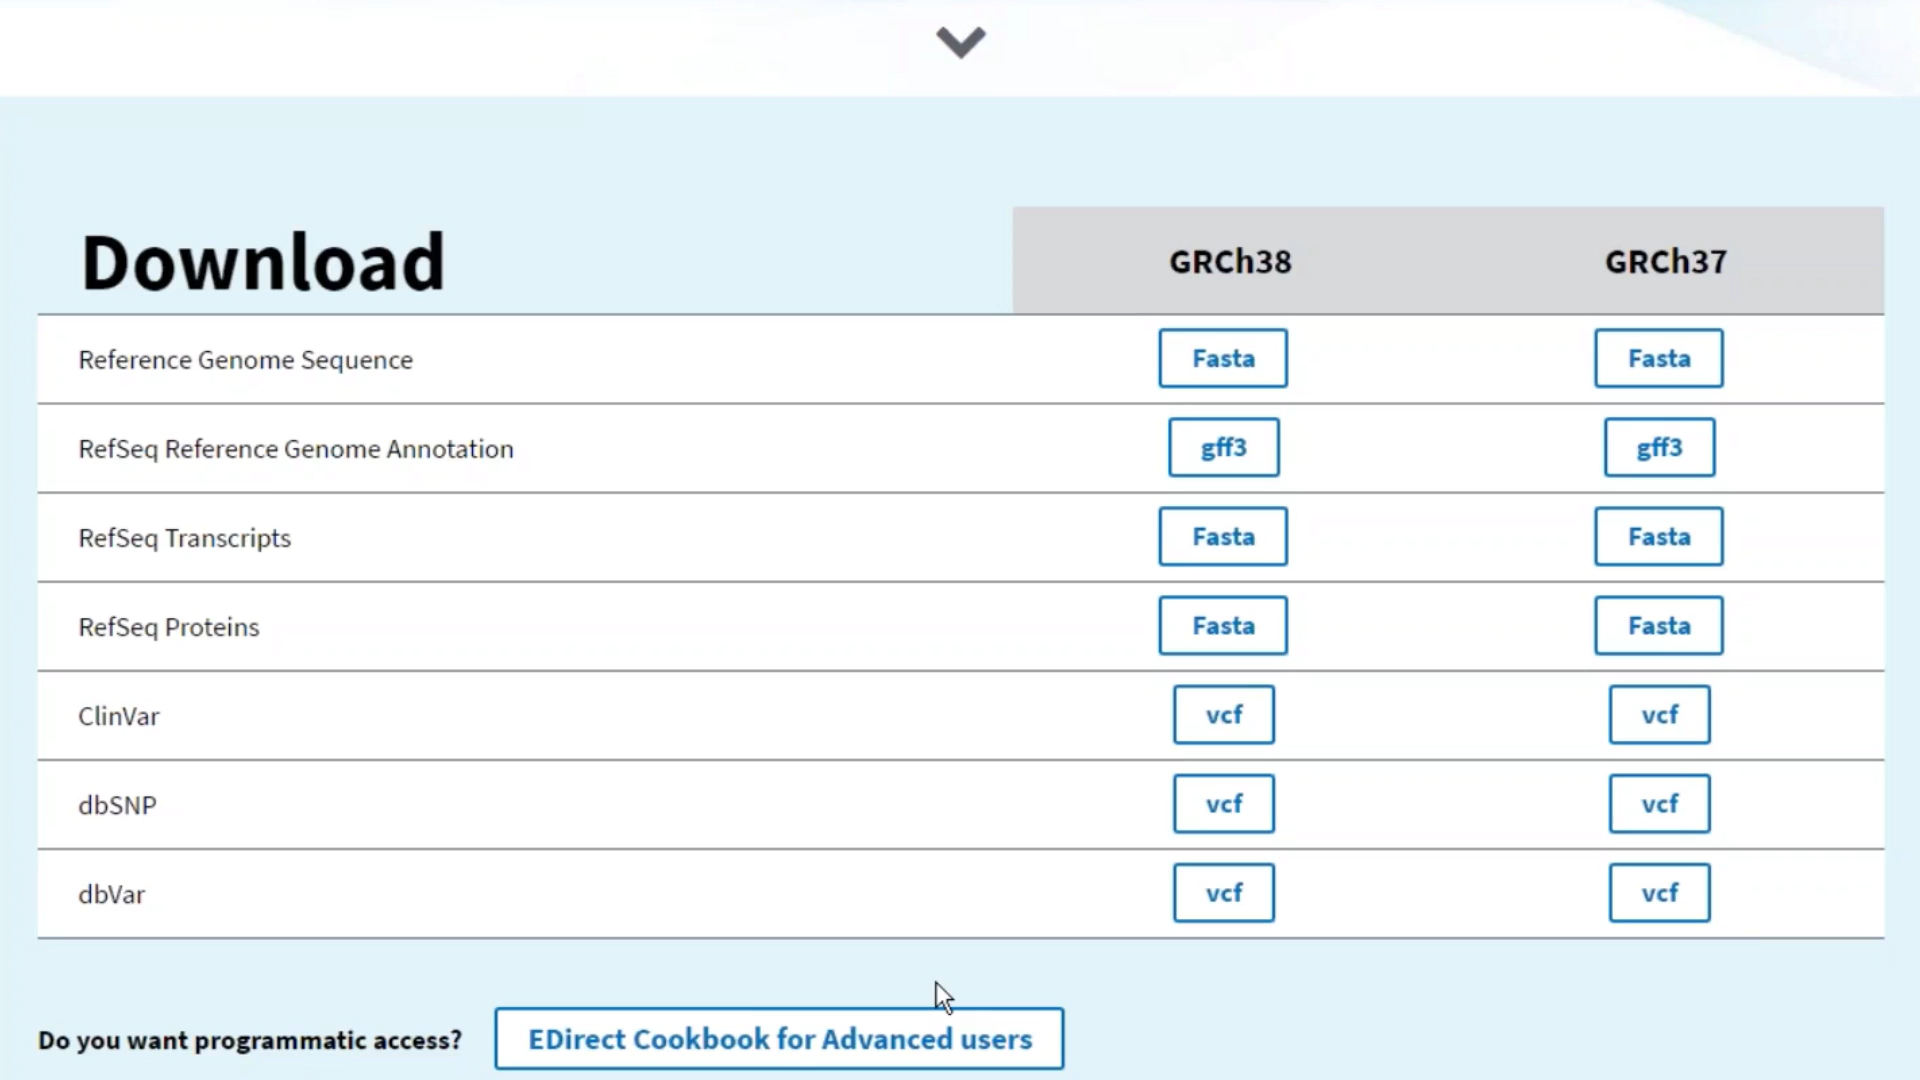 Download GRCh38 GRCh37
Reference Genome Sequence Fasta Fasta
RefSeq Reference Genome Annotation gff3 gff3
RefSeq Transcripts Fasta Fasta
RefSeq Proteins Fasta Fasta
ClinVar vcf vcf
dbSNP vcf vcf
dbVar vcf vcf
Do you want programmatic access? EDirect Cookbook for Advanced users